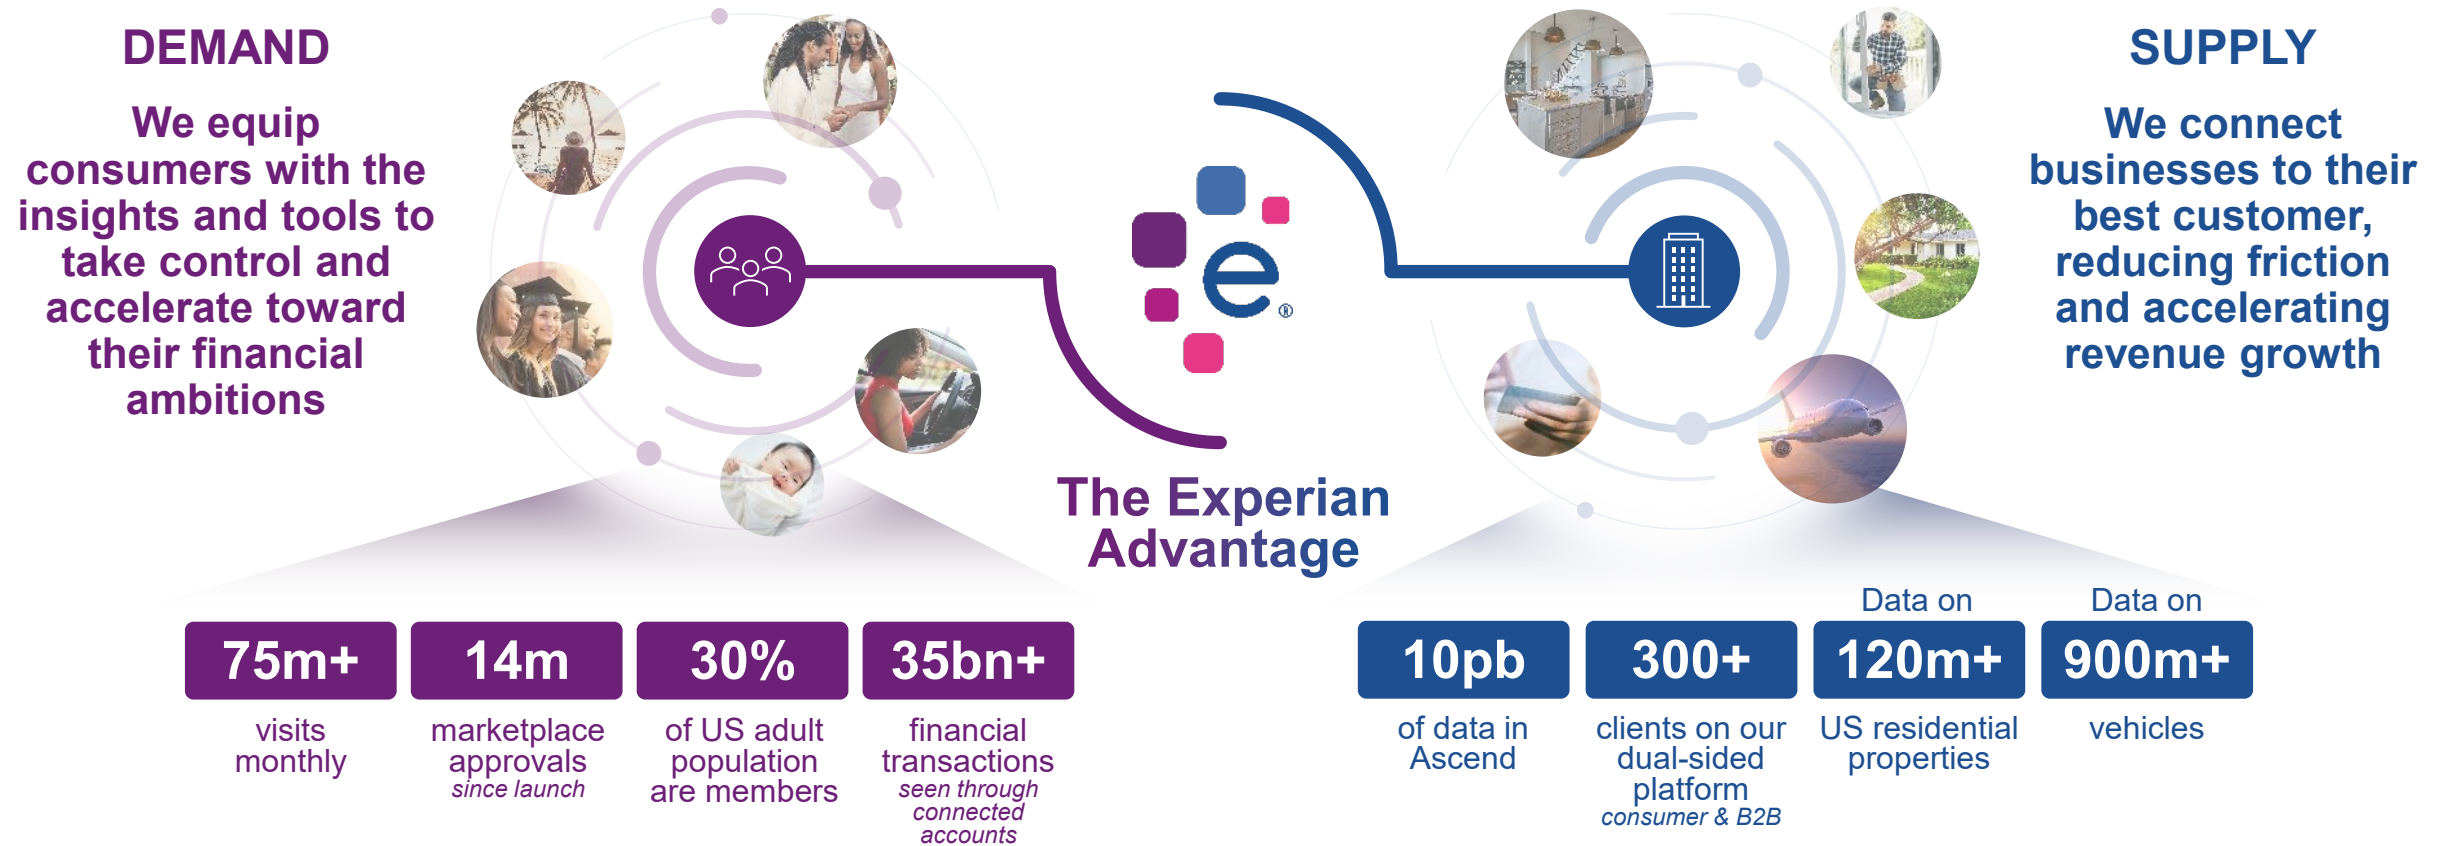 DEMAND
We equip
consumers with the
insights and tools to
take control and
accelerate toward
their financial
ambitions
e®
The Experian
Advantage
SUPPLY
We connect
businesses to their
best customer,
reducing friction
and accelerating
revenue growth
75m+
visits
monthly
14m
marketplace
approvals
since launch
30%
of US adult
population
are members
35bn+
financial
transactions
seen through
connected
accounts
10pb
of data in
Ascend
300+
clients on our
dual-sided
platform
consumer & B2B
Data on
120m+
US residential
properties
Data on
900m+
vehicles